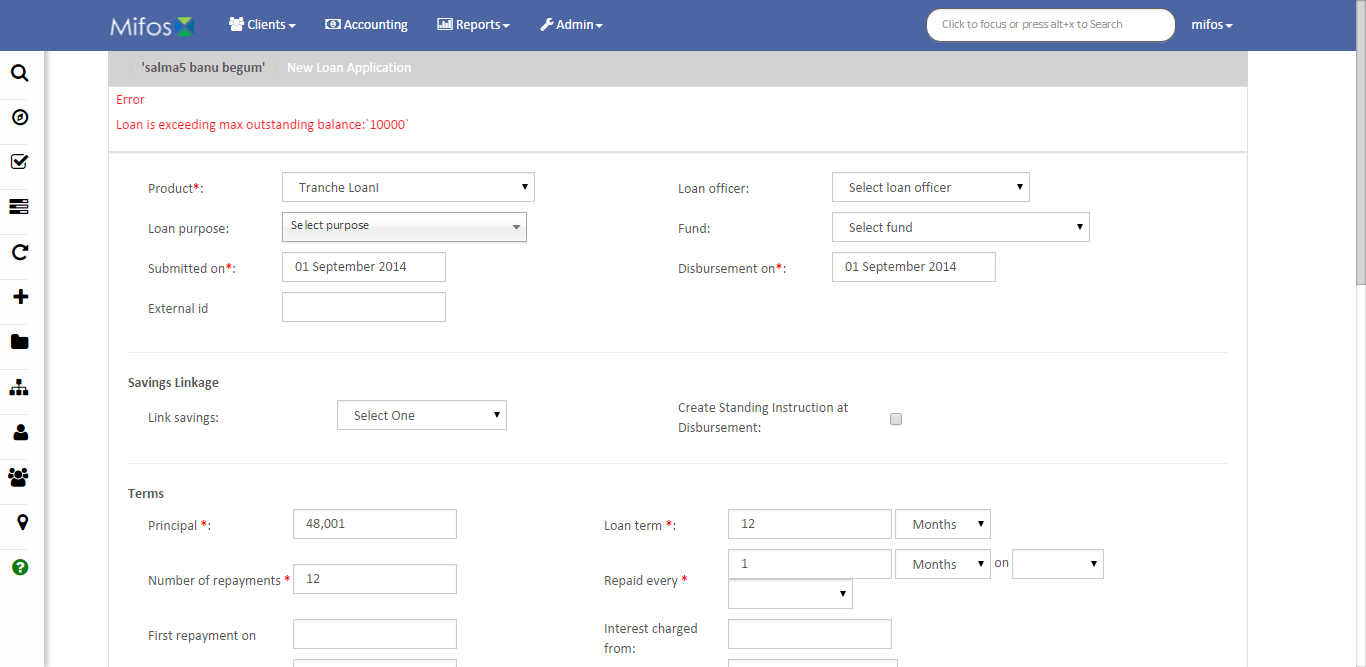 Mifos Clients Accounting Reports Admin Click to focus or press alt+x to Search mifos
/ 'salma5 banu begum' / New Loan Application
Error
Loan is exceeding max outstanding balance:`10000`
Product*: Tranche LoanI Loan officer: Select loan officer
Loan purpose: Select purpose Fund: Select fund
Submitted on*: 01 September 2014 Disbursement on*: 01 September 2014
External id
Savings Linkage
Link savings: Select One Create Standing Instruction at
Disbursement:
Terms
Principal *: 48,001 Loan term *: 12 Months
Number of repayments * 12 Repaid every * 1 Months on
First repayment on Interest charged
from: